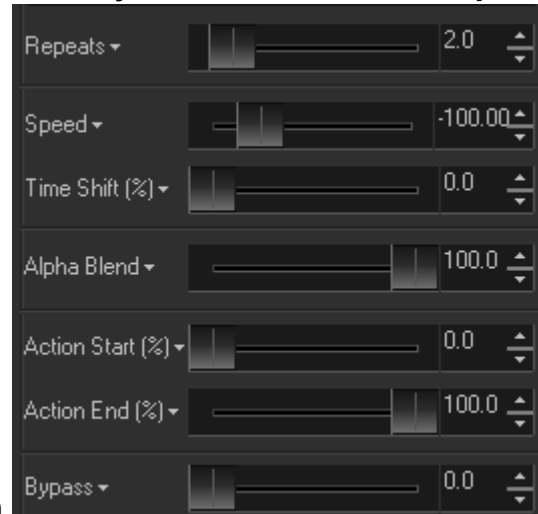 Repeats 2.0
Speed -100.00
Time Shift (%) 0.0
Alpha Blend 100.0
Action Start (%) 0.0
Action End (%) 100.0
Bypass 0.0